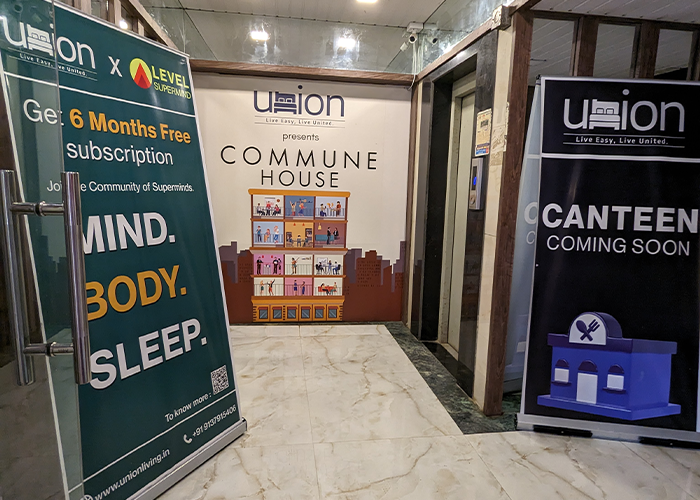 union X LEVEL
SUPERMIND
Live Easy, Live United.
Get 6 Months Free
subscription
Join the Community of Superminds.
MIND.
BODY.
SLEEP.
To know more :
+91 9137915406
www.unionliving.in
union
Live Easy, Live United.
presents
COMMUNE
HOUSE
union
Live Easy, Live United.
CANTEEN
COMING SOON